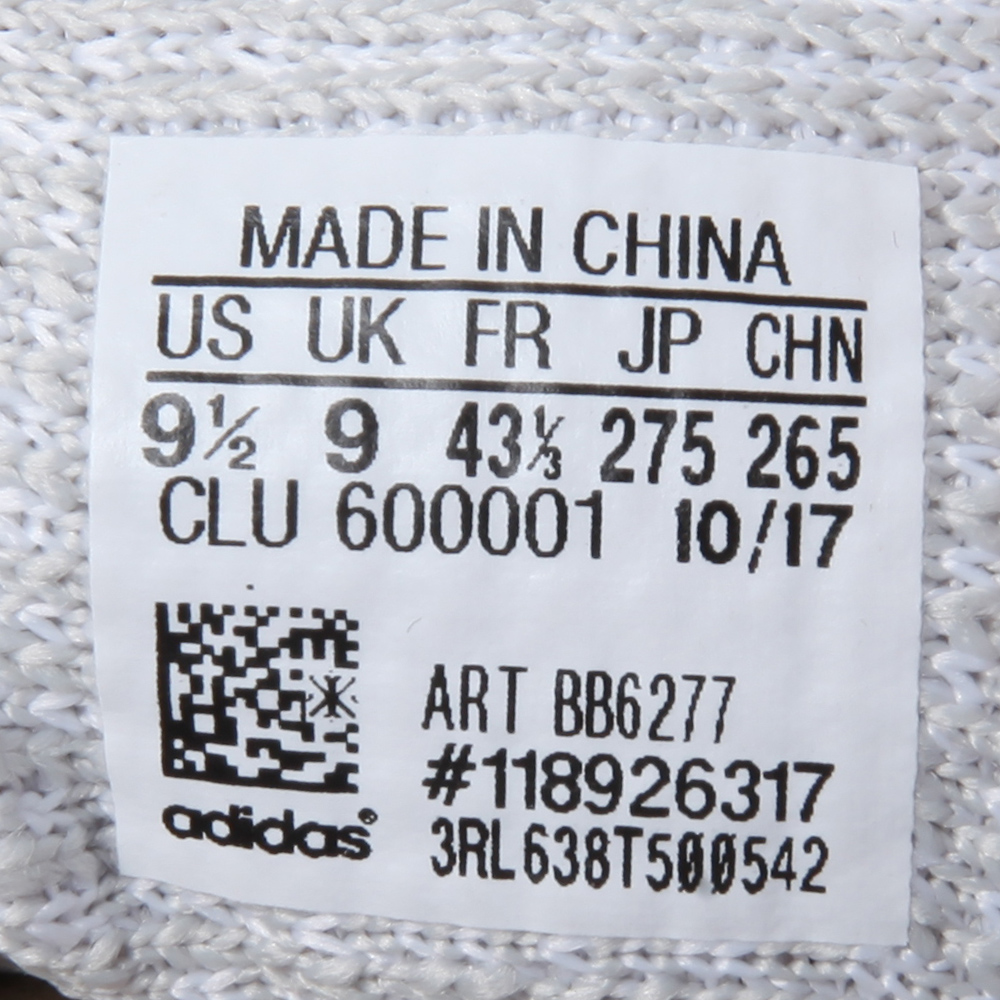 MADE IN CHINA
US UK FR JP CHN
9½ 9 43⅓ 275 265
CLU 600001 10/17
ART BB6277
#118926317
adidas®
3RL638T500542